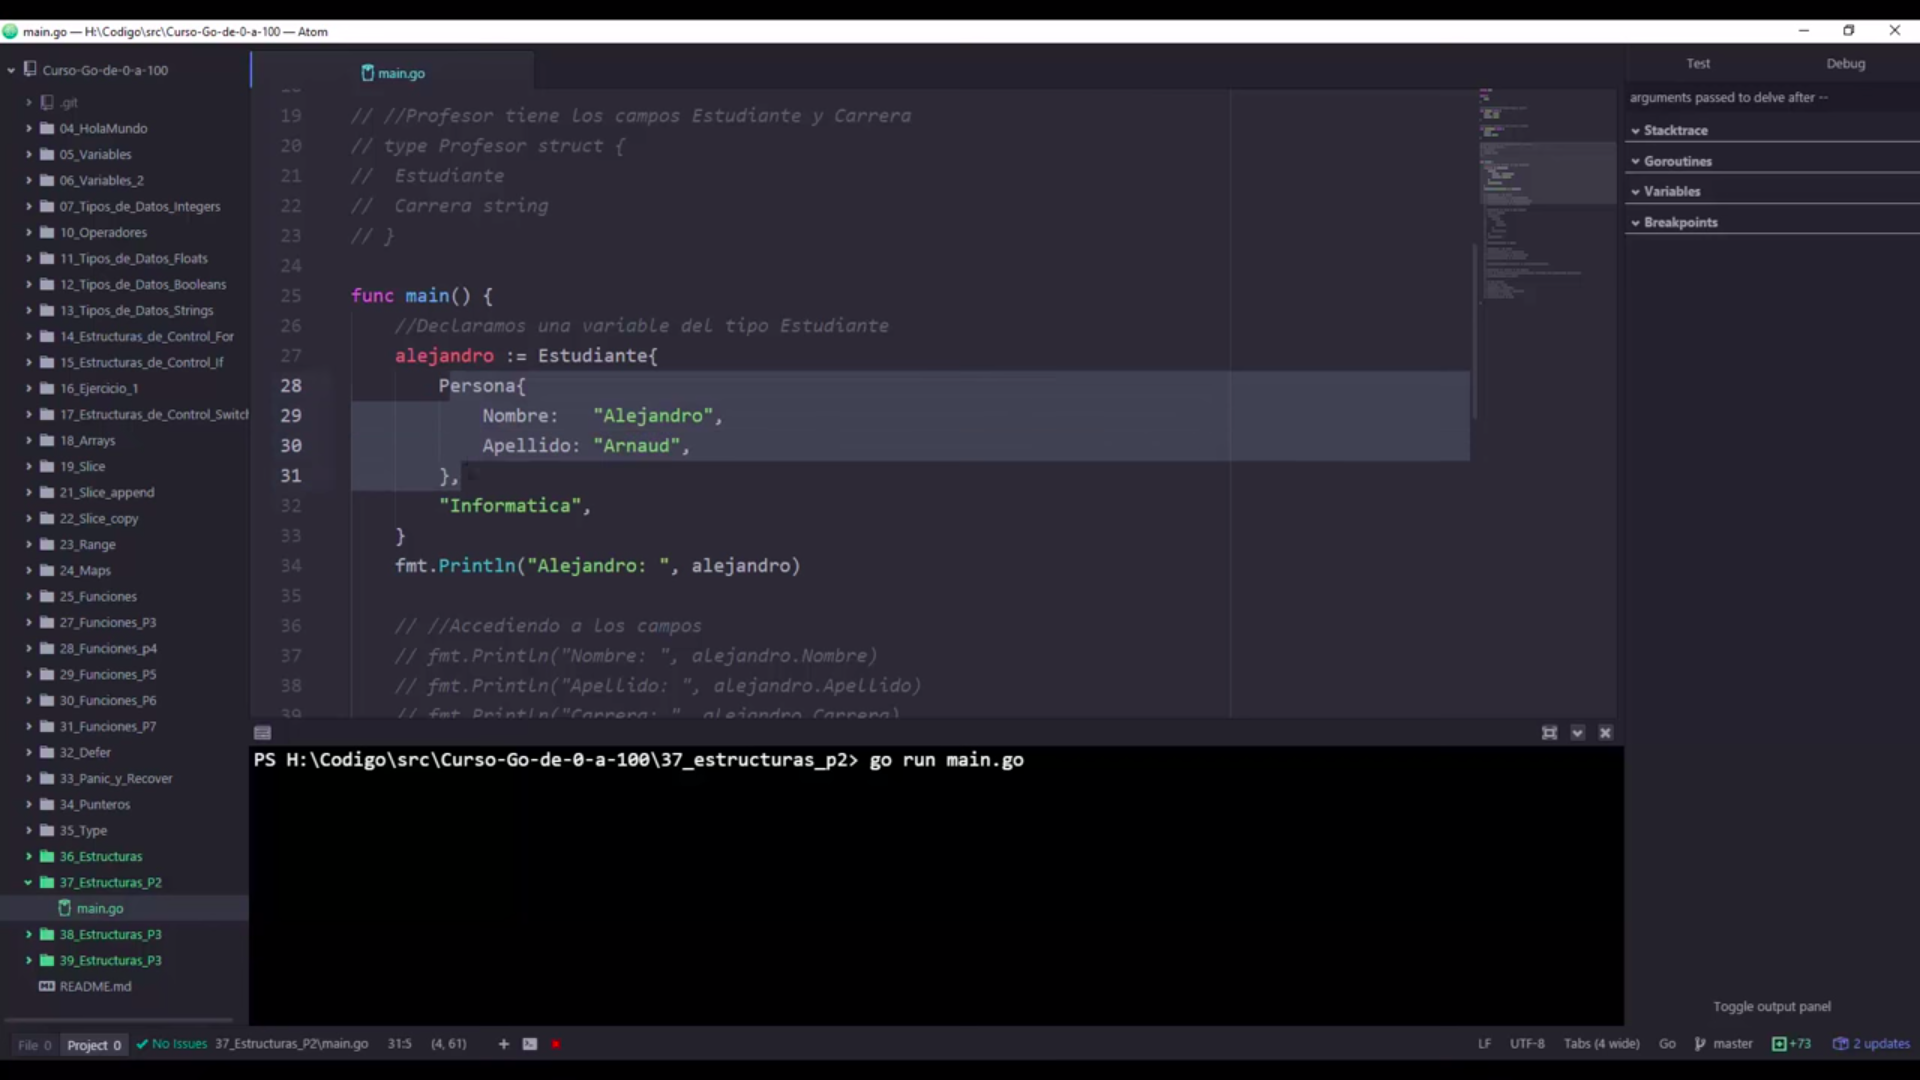 main.go — H:\Codigo\src\Curso-Go-de-0-a-100 — Atom
Curso-Go-de-0-a-100
.git
04_HolaMundo
05_Variables
06_Variables_2
07_Tipos_de_Datos_Integers
10_Operadores
11_Tipos_de_Datos_Floats
12_Tipos_de_Datos_Booleans
13_Tipos_de_Datos_Strings
14_Estructuras_de_Control_For
15_Estructuras_de_Control_If
16_Ejercicio_1
17_Estructuras_de_Control_Switch
18_Arrays
19_Slice
21_Slice_append
22_Slice_copy
23_Range
24_Maps
25_Funciones
27_Funciones_P3
28_Funciones_p4
29_Funciones_P5
30_Funciones_P6
31_Funciones_P7
32_Defer
33_Panic_y_Recover
34_Punteros
35_Type
36_Estructuras
37_Estructuras_P2
main.go
38_Estructuras_P3
39_Estructuras_P3
README.md
main.go
19 // //Profesor tiene los campos Estudiante y Carrera
20 // type Profesor struct {
21 // Estudiante
22 // Carrera string
23 // }
24
25 func main() {
26 //Declaramos una variable del tipo Estudiante
27 alejandro := Estudiante{
28 Persona{
29 Nombre: "Alejandro",
30 Apellido: "Arnaud",
31 },
32 "Informatica",
33 }
34 fmt.Println("Alejandro: ", alejandro)
35
36 // //Accediendo a los campos
37 // fmt.Println("Nombre: ", alejandro.Nombre)
38 // fmt.Println("Apellido: ", alejandro.Apellido)
39 // fmt.Println("Carrera: ", alejandro.Carrera)
PS H:\Codigo\src\Curso-Go-de-0-a-100\37_estructuras_p2> go run main.go
Test Debug
arguments passed to delve after --
Stacktrace
Goroutines
Variables
Breakpoints
Toggle output panel
File 0 Project 0 No Issues 37_Estructuras_P2\main.go 31:5 (4, 61) LF UTF-8 Tabs (4 wide) Go master +73 2 updates